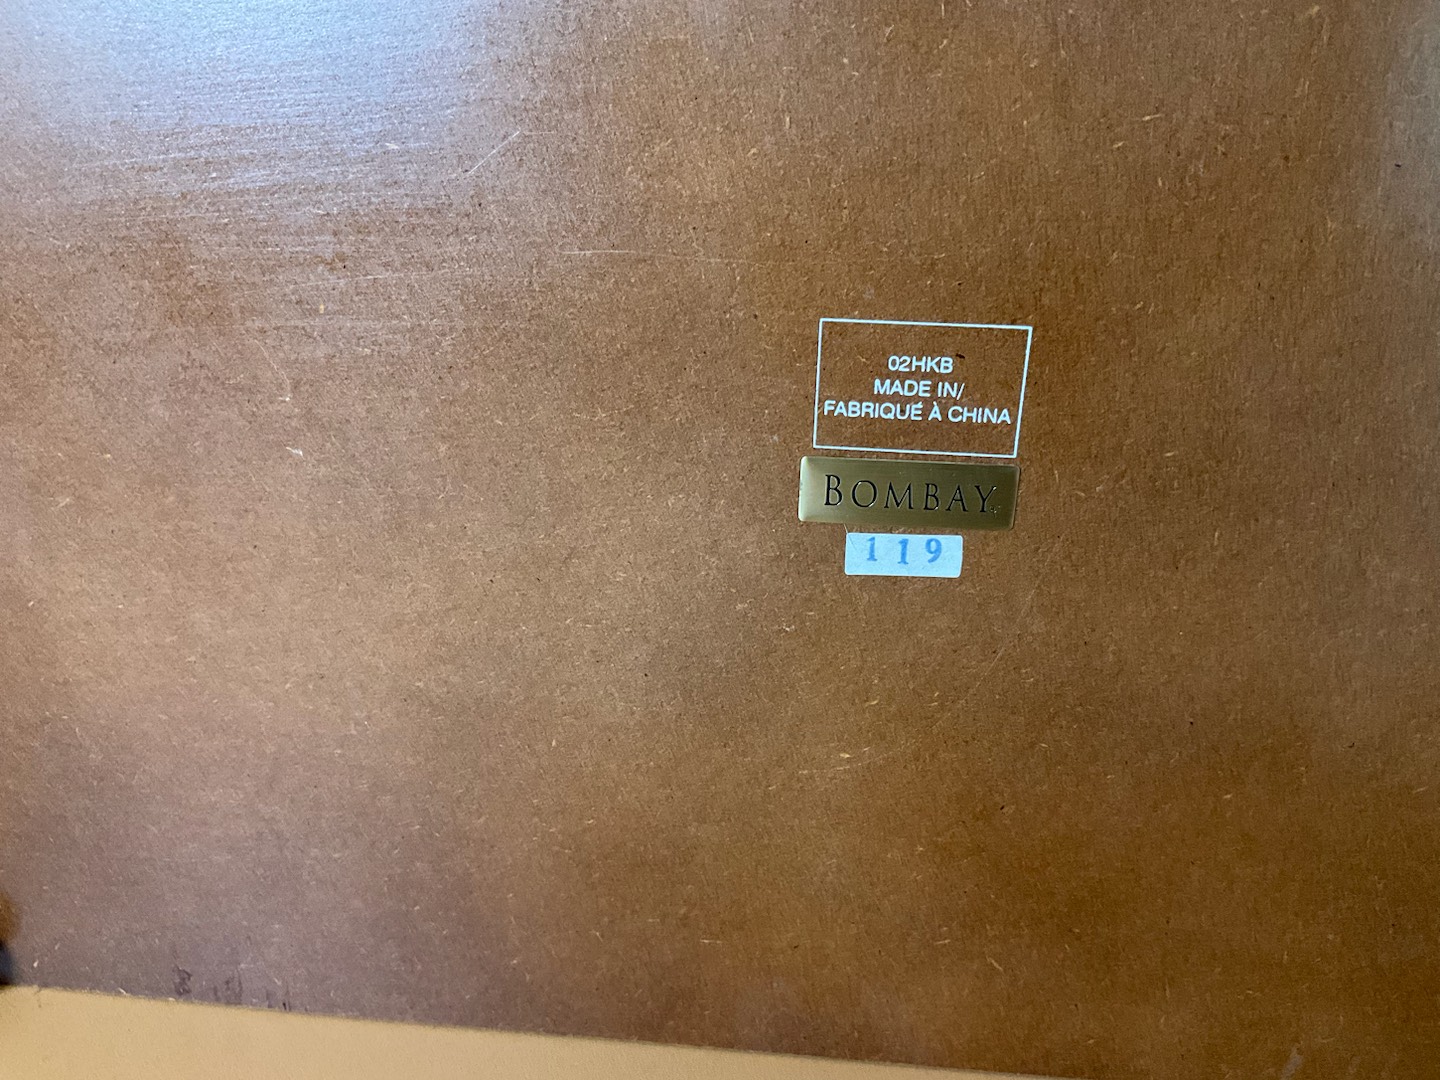 02HKB
MADE IN/
FABRIQUÉ À CHINA
BOMBAY
119